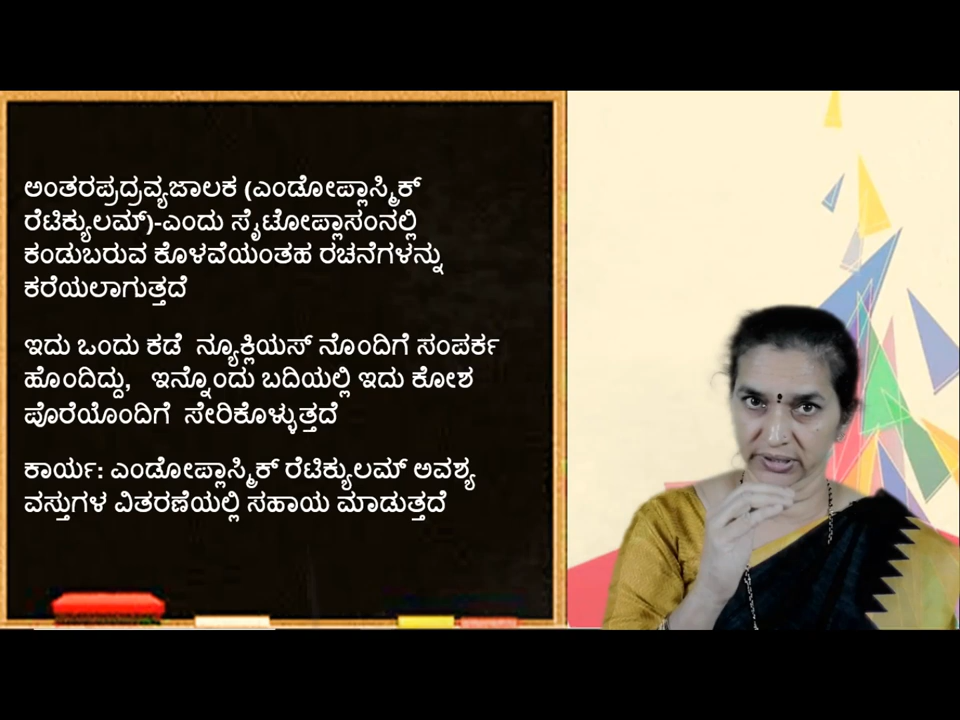 ಅಂತರಪ್ರದ್ರವ್ಯಜಾಲಕ (ಎಂಡೋಪ್ಲಾಸ್ಮಿಕ್
ರೆಟಿಕ್ಯುಲಮ್)-ಎಂದು ಸೈಟೋಪ್ಲಾಸಂನಲ್ಲಿ
ಕಂಡುಬರುವ ಕೊಳವೆಯಂತಹ ರಚನೆಗಳನ್ನು
ಕರೆಯಲಾಗುತ್ತದೆ
ಇದು ಒಂದು ಕಡೆ ನ್ಯೂಕ್ಲಿಯಸ್ ನೊಂದಿಗೆ ಸಂಪರ್ಕ
ಹೊಂದಿದ್ದು, ಇನ್ನೊಂದು ಬದಿಯಲ್ಲಿ ಇದು ಕೋಶ
ಪೊರೆಯೊಂದಿಗೆ ಸೇರಿಕೊಳ್ಳುತ್ತದೆ
ಕಾರ್ಯ: ಎಂಡೋಪ್ಲಾಸ್ಮಿಕ್ ರೆಟಿಕ್ಯುಲಮ್ ಅವಶ್ಯ
ವಸ್ತುಗಳ ವಿತರಣೆಯಲ್ಲಿ ಸಹಾಯ ಮಾಡುತ್ತದೆ